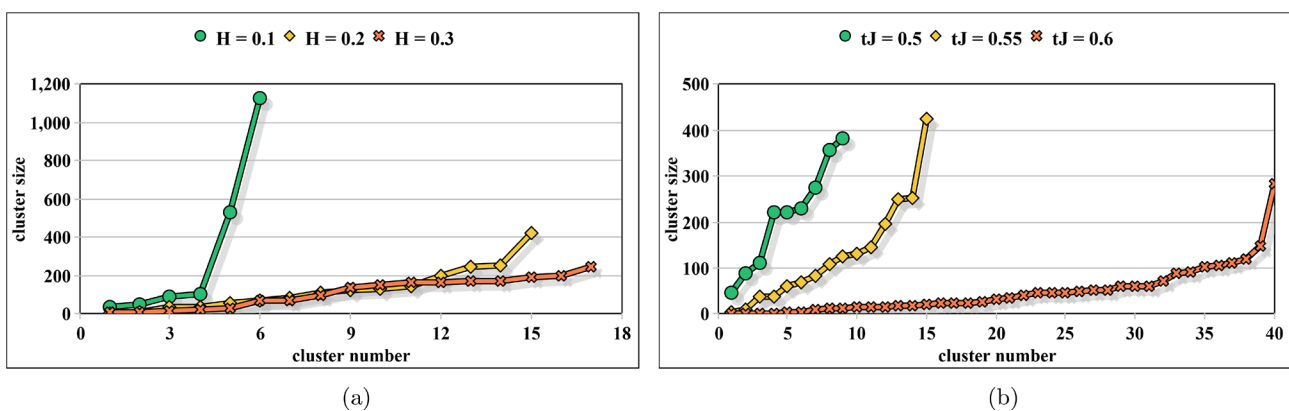 H = 0.1 H = 0.2 H = 0.3
1,200
1,000
800
600
400
200
0
cluster size
0 3 6 9 12 15 18
cluster number
(a)
tJ = 0.5 tJ = 0.55 tJ = 0.6
500
400
300
200
100
0
cluster size
0 5 10 15 20 25 30 35 40
cluster number
(b)